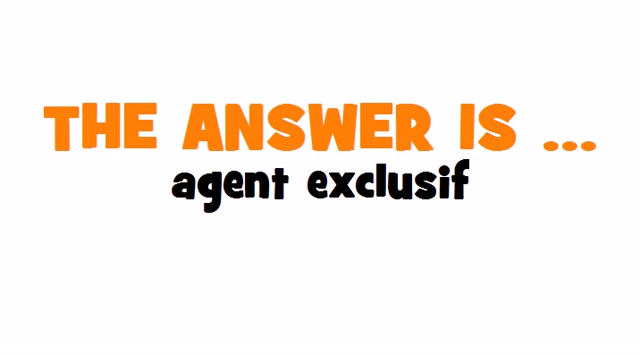 THE ANSWER IS ...
agent exclusif